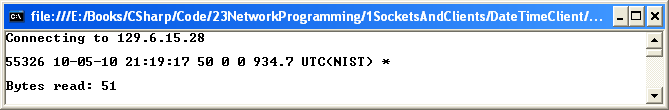 file:///E:/Books/CSharp/Code/23NetworkProgramming/1SocketsAndClients/DateTimeClient/...
Connecting to 129.6.15.28
55326 10-05-10 21:19:17 50 0 0 934.7 UTC(NIST) *
Bytes read: 51